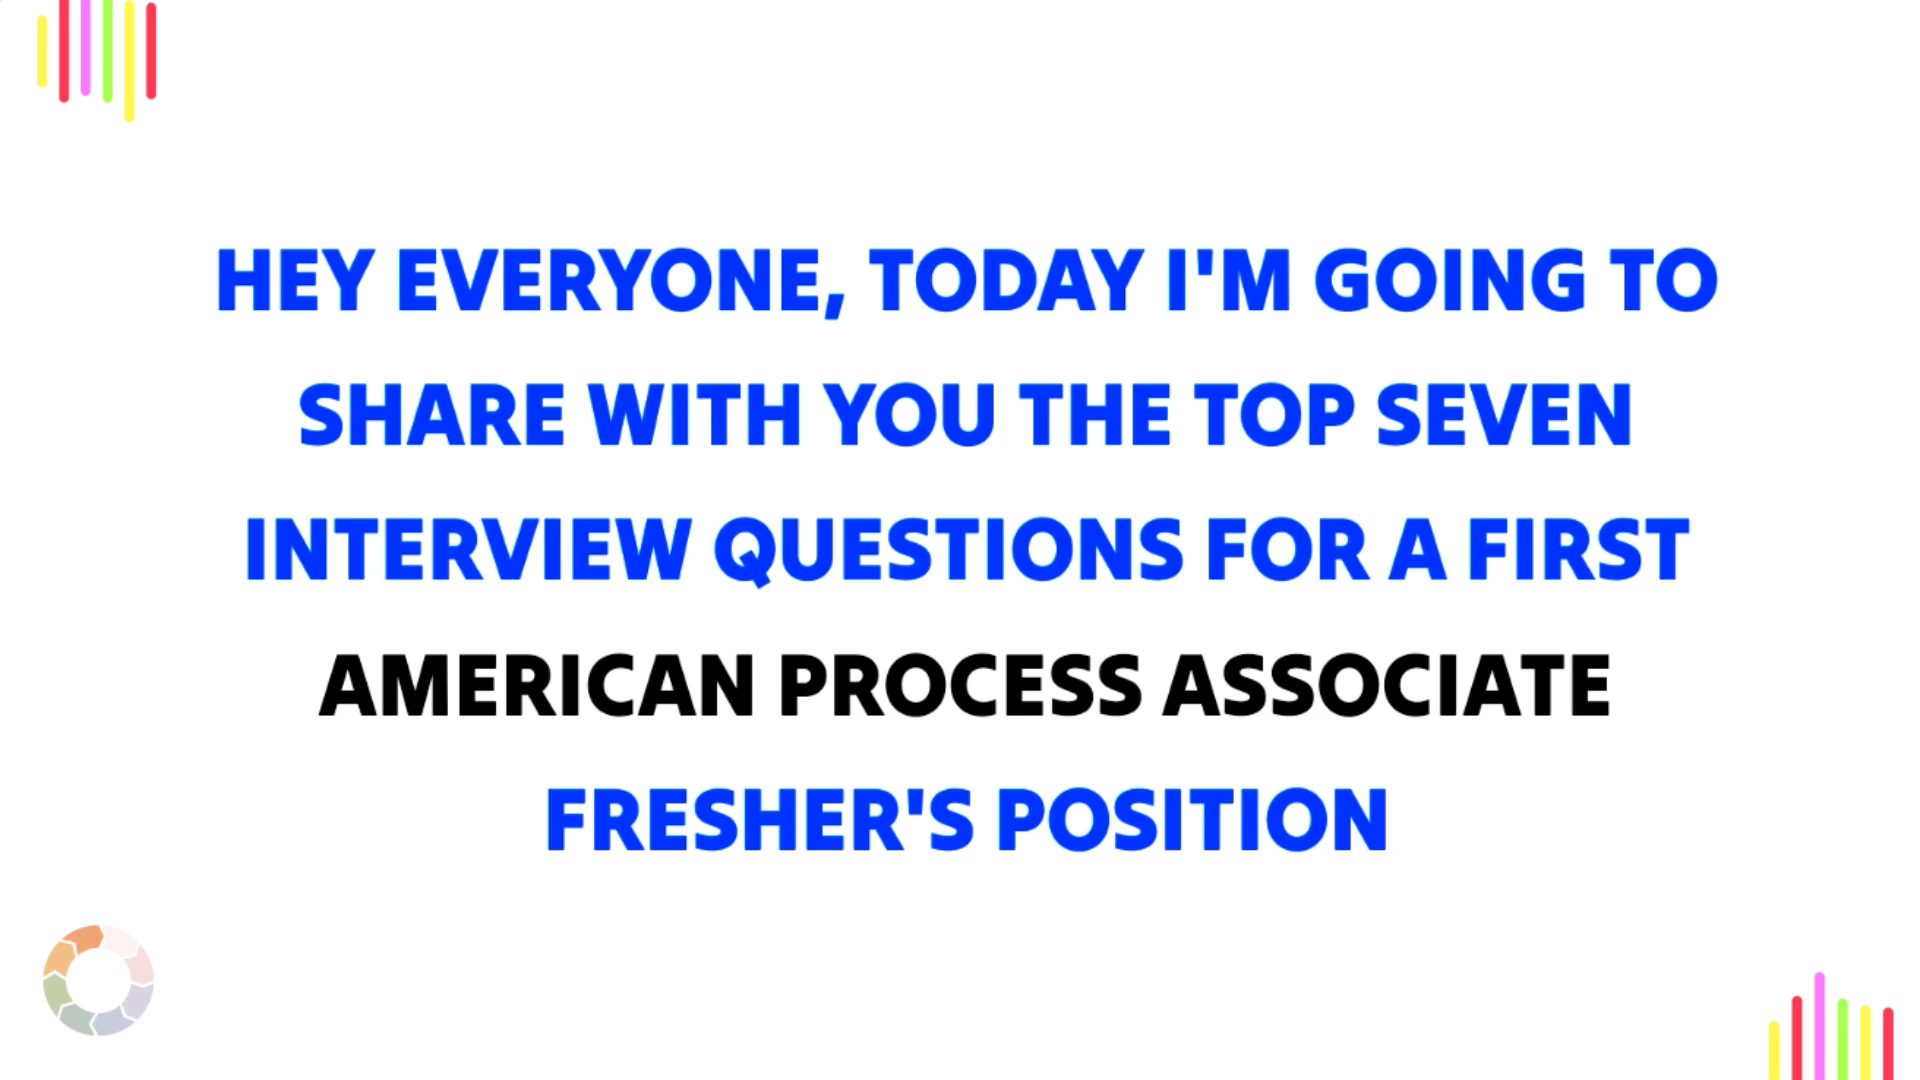 HEY EVERYONE, TODAY I'M GOING TO
SHARE WITH YOU THE TOP SEVEN
INTERVIEW QUESTIONS FOR A FIRST
AMERICAN PROCESS ASSOCIATE
FRESHER'S POSITION